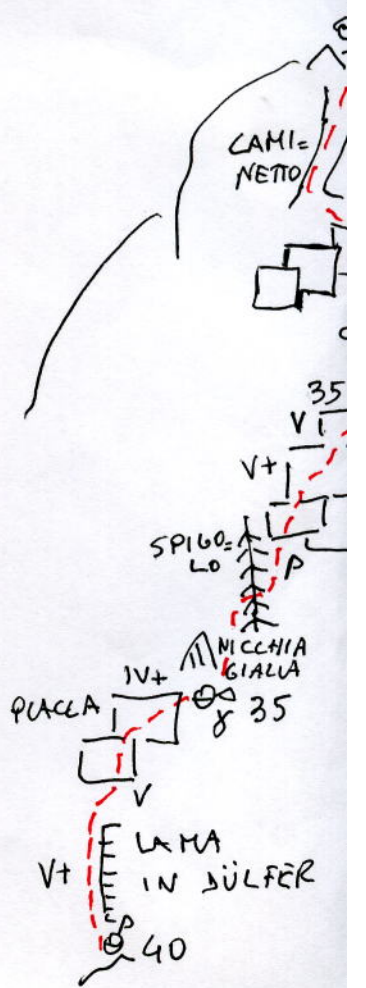 CAMI=
NETTO
35
V
V+
SPIGO=
LO
NICCHIA
GIALLA
IV+
PLACCA
35
V
V+
LAMA
IN DÜLFER
40